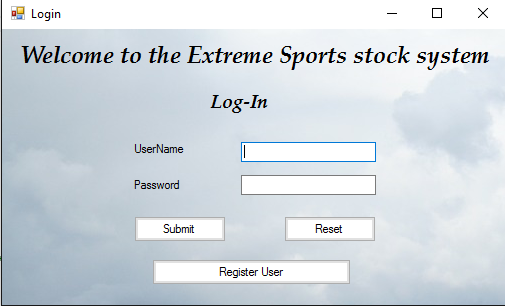 Login
Welcome to the Extreme Sports stock system
Log-In
UserName
Password
Submit Reset
Register User